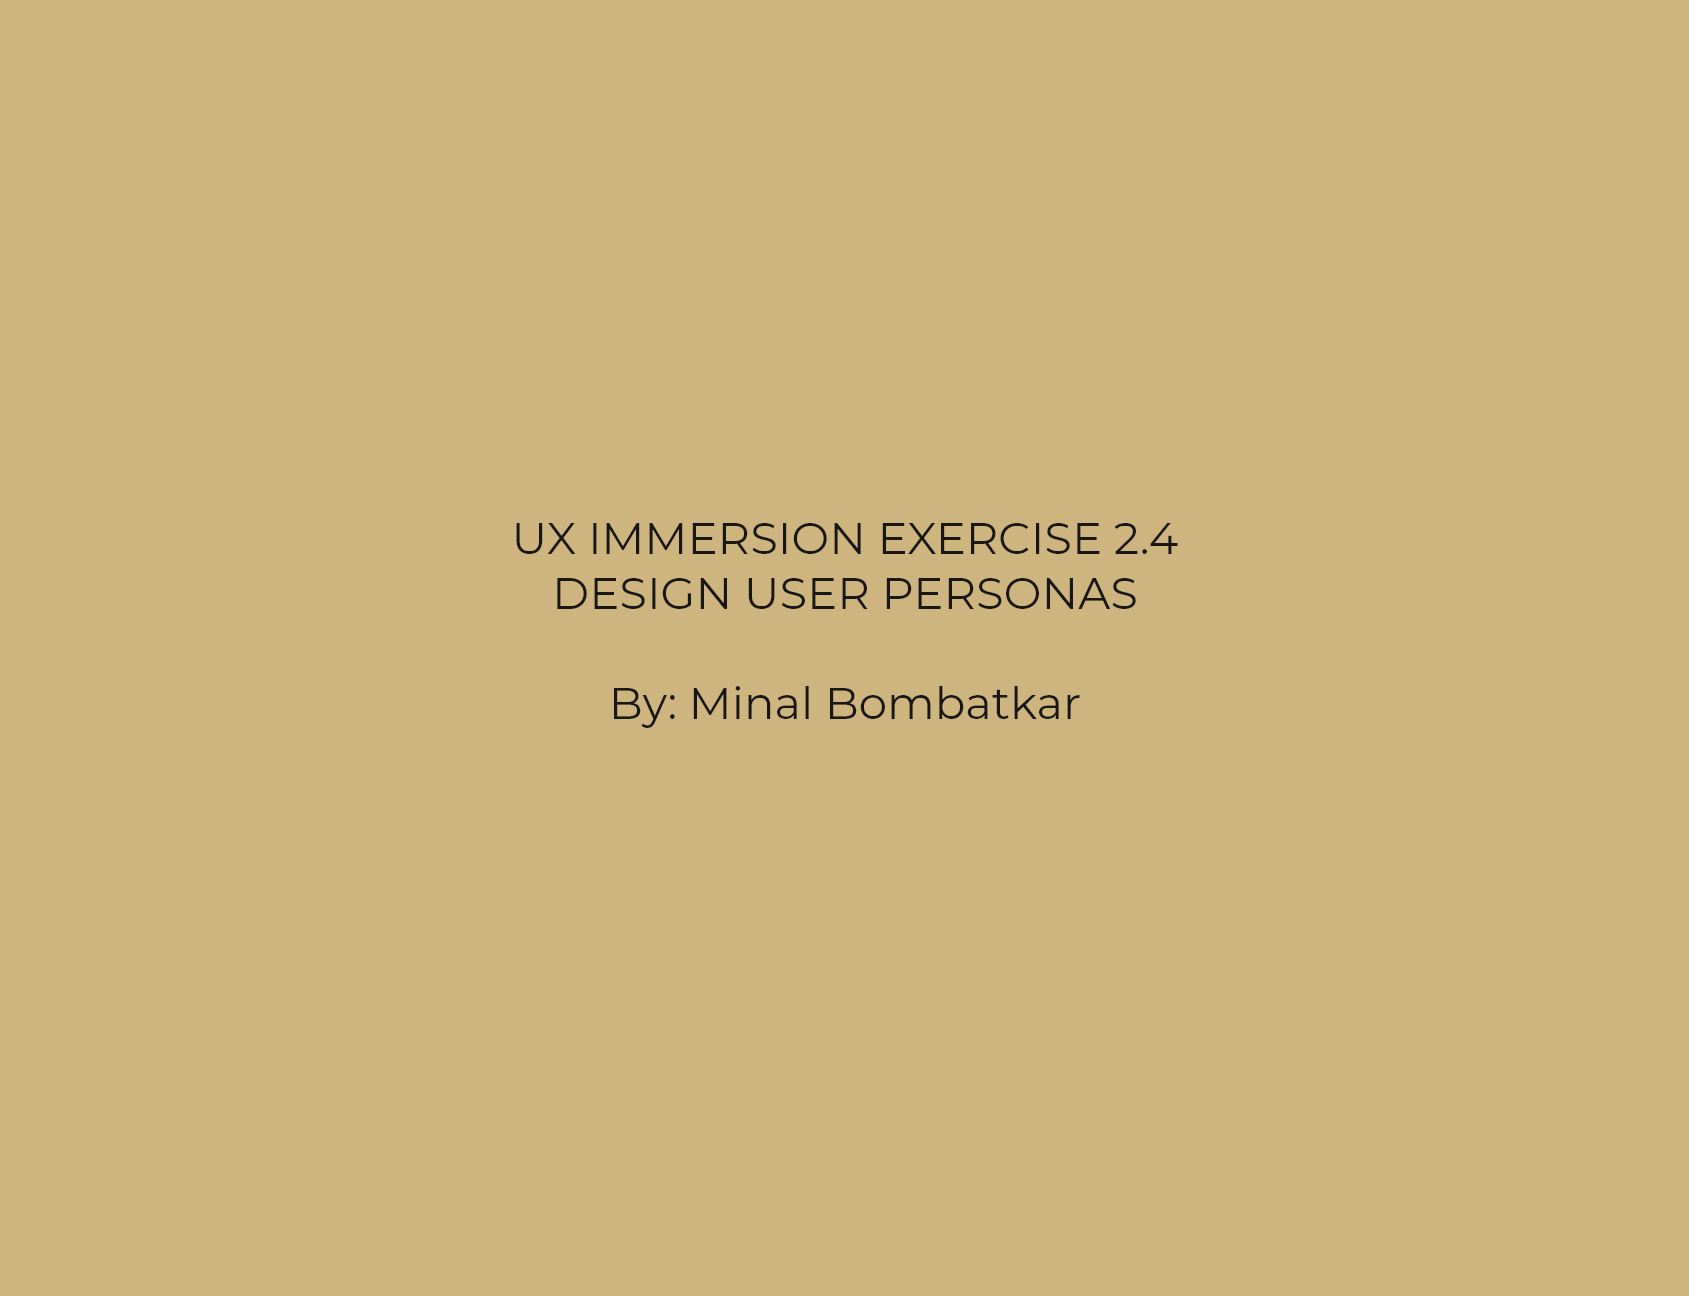 UX IMMERSION EXERCISE 2.4
DESIGN USER PERSONAS
By: Minal Bombatkar